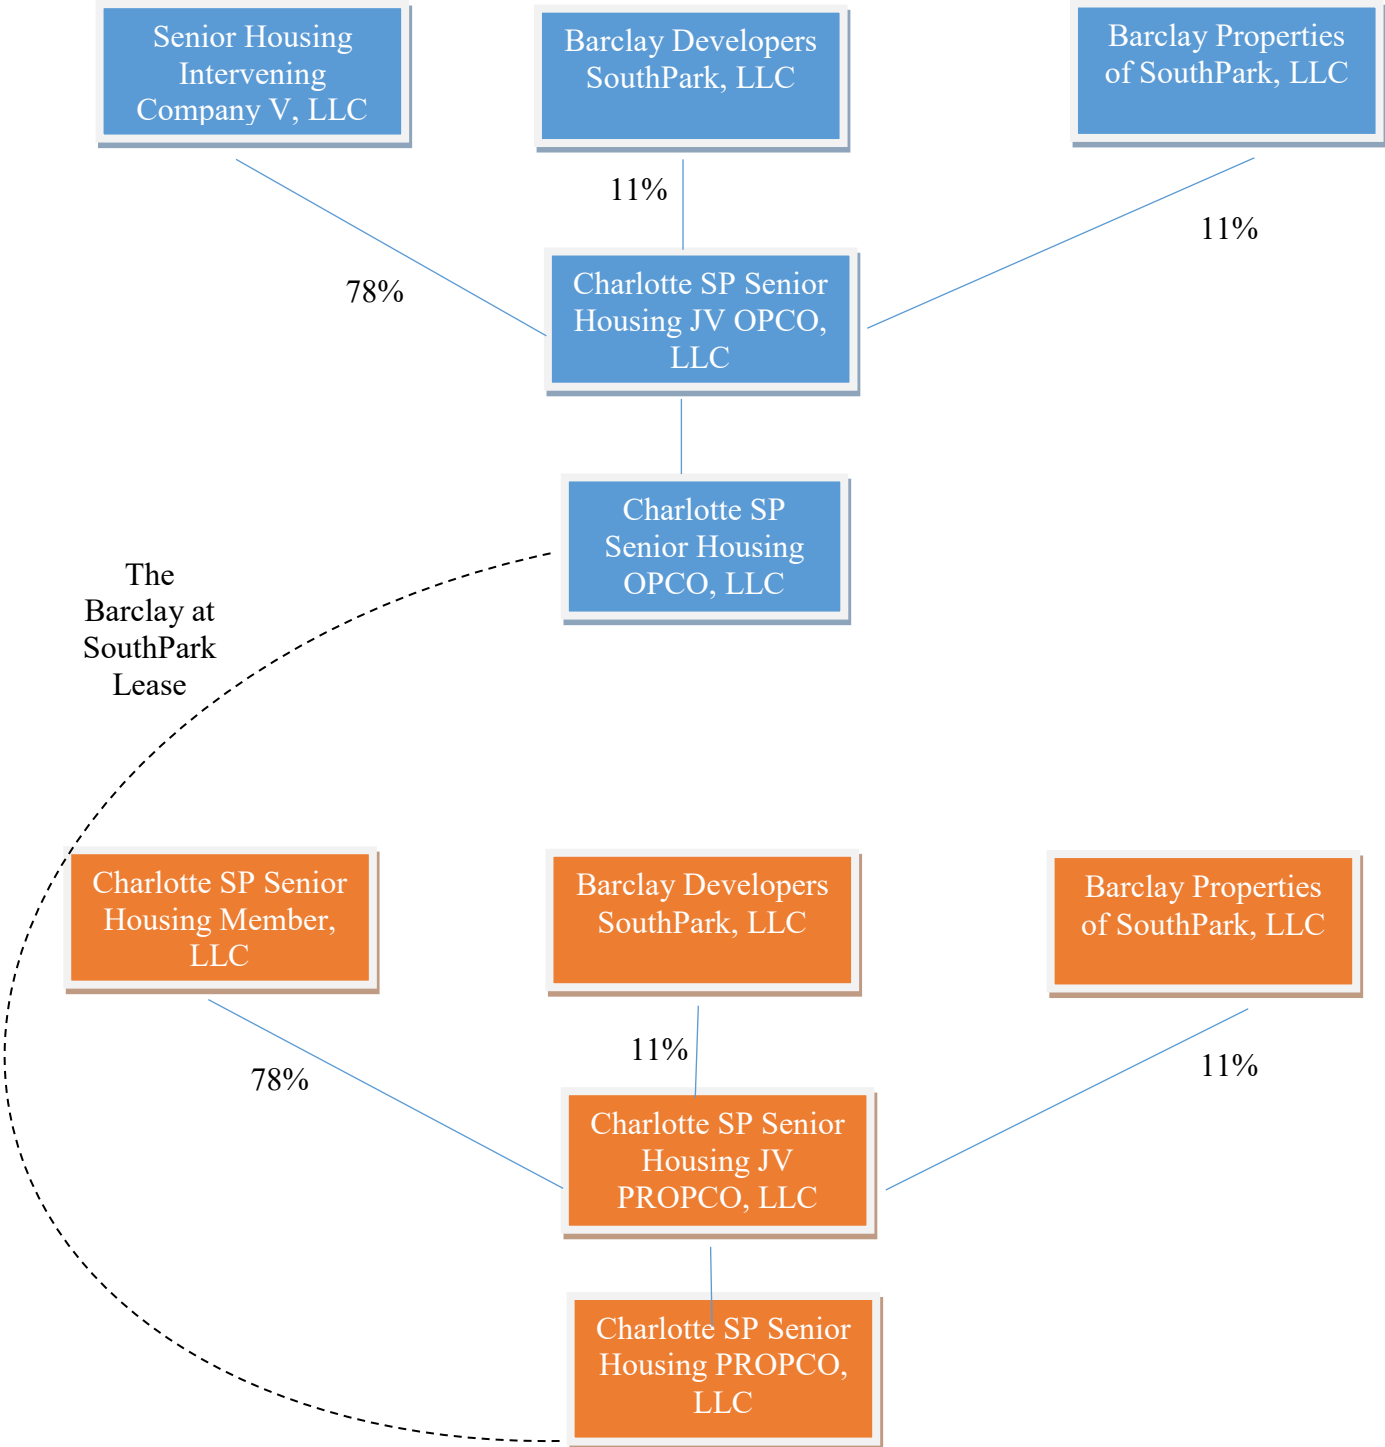 Senior Housing
Intervening
Company V, LLC
Barclay Developers
SouthPark, LLC
Barclay Properties
of SouthPark, LLC
11%
11%
78%
Charlotte SP Senior
Housing JV OPCO,
LLC
Charlotte SP
Senior Housing
OPCO, LLC
The
Barclay at
SouthPark
Lease
Charlotte SP Senior
Housing Member,
LLC
Barclay Developers
SouthPark, LLC
Barclay Properties
of SouthPark, LLC
11%
11%
78%
Charlotte SP Senior
Housing JV
PROPCO, LLC
Charlotte SP Senior
Housing PROPCO,
LLC